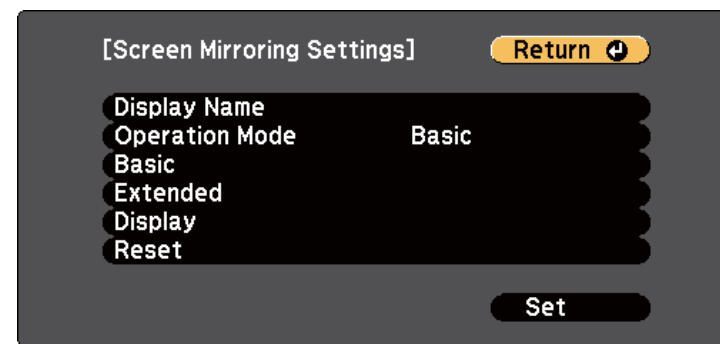 [Screen Mirroring Settings] Return
Display Name
Operation Mode Basic
Basic
Extended
Display
Reset
Set